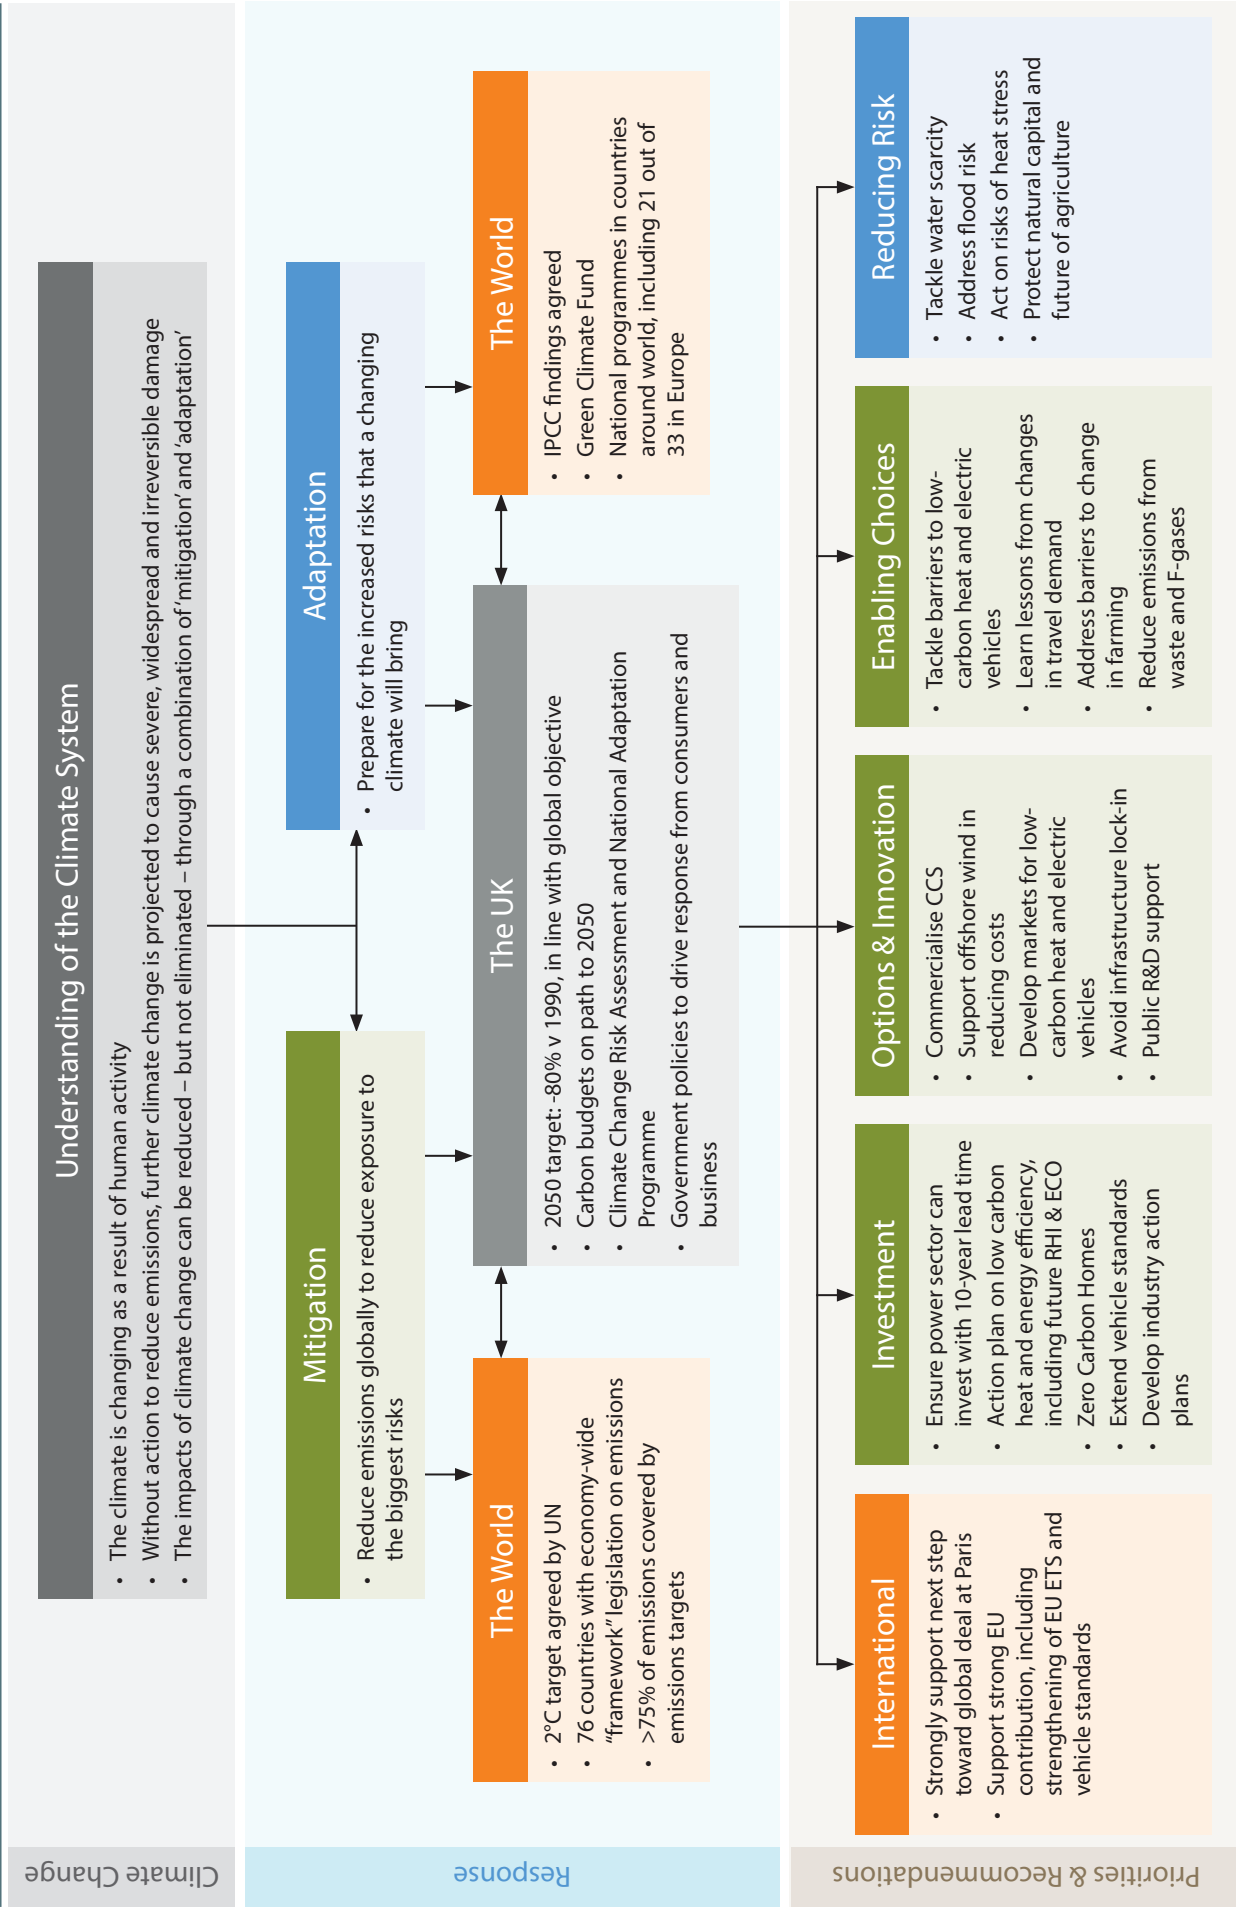 Climate Change
Understanding of the Climate System
• The climate is changing as a result of human activity
• Without action to reduce emissions, further climate change is projected to cause severe, widespread and irreversible damage
• The impacts of climate change can be reduced – but not eliminated – through a combination of ‘mitigation’ and ‘adaptation’
Response
Mitigation
• Reduce emissions globally to reduce exposure to
the biggest risks
Adaptation
• Prepare for the increased risks that a changing
climate will bring
The World
• 2°C target agreed by UN
• 76 countries with economy-wide
“framework” legislation on emissions
• >75% of emissions covered by
emissions targets
The UK
• 2050 target: -80% v 1990, in line with global objective
• Carbon budgets on path to 2050
• Climate Change Risk Assessment and National Adaptation
Programme
• Government policies to drive response from consumers and
business
The World
• IPCC findings agreed
• Green Climate Fund
• National programmes in countries
around world, including 21 out of
33 in Europe
Priorities & Recommendations
International
• Strongly support next step
toward global deal at Paris
• Support strong EU
contribution, including
strengthening of EU ETS and
vehicle standards
Investment
• Ensure power sector can
invest with 10-year lead time
• Action plan on low carbon
heat and energy efficiency,
including future RHI & ECO
• Zero Carbon Homes
• Extend vehicle standards
• Develop industry action
plans
Options & Innovation
• Commercialise CCS
• Support offshore wind in
reducing costs
• Develop markets for low-
carbon heat and electric
vehicles
• Avoid infrastructure lock-in
• Public R&D support
Enabling Choices
• Tackle barriers to low-
carbon heat and electric
vehicles
• Learn lessons from changes
in travel demand
• Address barriers to change
in farming
• Reduce emissions from
waste and F-gases
Reducing Risk
• Tackle water scarcity
• Address flood risk
• Act on risks of heat stress
• Protect natural capital and
future of agriculture